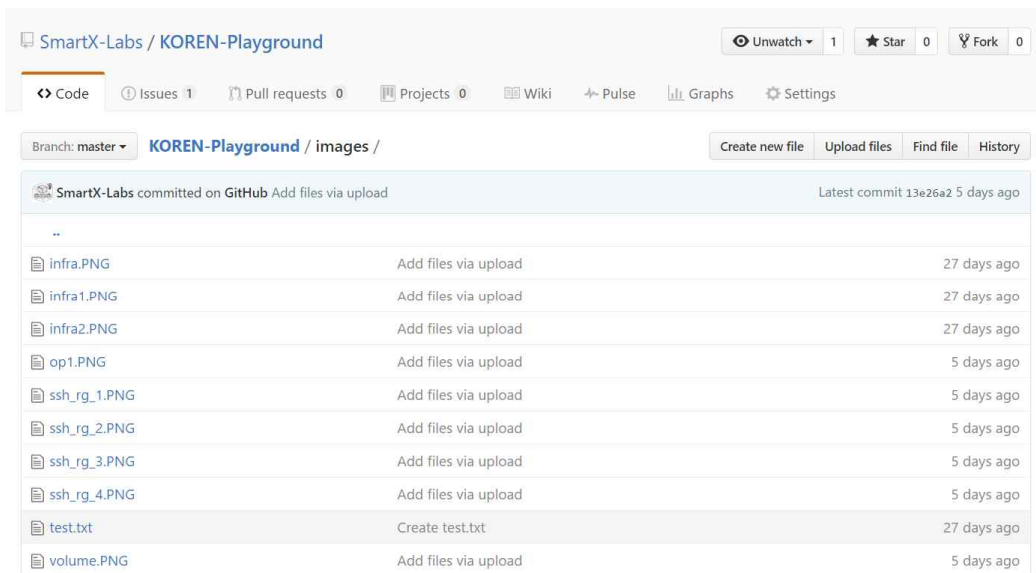 SmartX-Labs / KOREN-Playground
Unwatch 1 Star 0 Fork 0
Code Issues 1 Pull requests 0 Projects 0 Wiki Pulse Graphs Settings
Branch: master KOREN-Playground / images / Create new file Upload files Find file History
SmartX-Labs committed on GitHub Add files via upload Latest commit 13e26a2 5 days ago
..
infra.PNG Add files via upload 27 days ago
infra1.PNG Add files via upload 27 days ago
infra2.PNG Add files via upload 27 days ago
op1.PNG Add files via upload 5 days ago
ssh_rg_1.PNG Add files via upload 5 days ago
ssh_rg_2.PNG Add files via upload 5 days ago
ssh_rg_3.PNG Add files via upload 5 days ago
ssh_rg_4.PNG Add files via upload 5 days ago
test.txt Create test.txt 27 days ago
volume.PNG Add files via upload 5 days ago